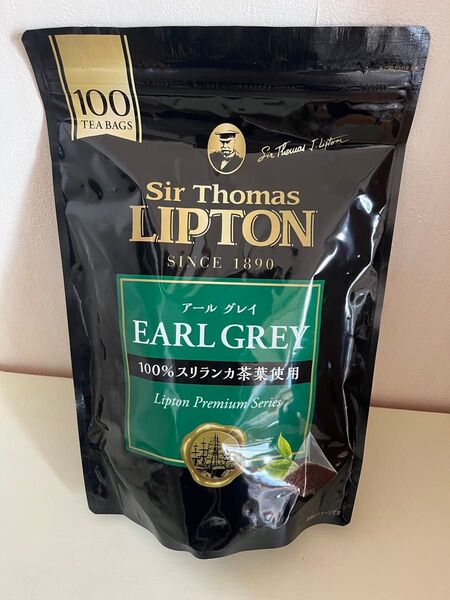 100
TEA BAGS
Sir Thomas J. Lipton
Sir Thomas
LIPTON
SINCE 1890
アール グレイ
EARL GREY
100%スリランカ茶葉使用
Lipton Premium Series